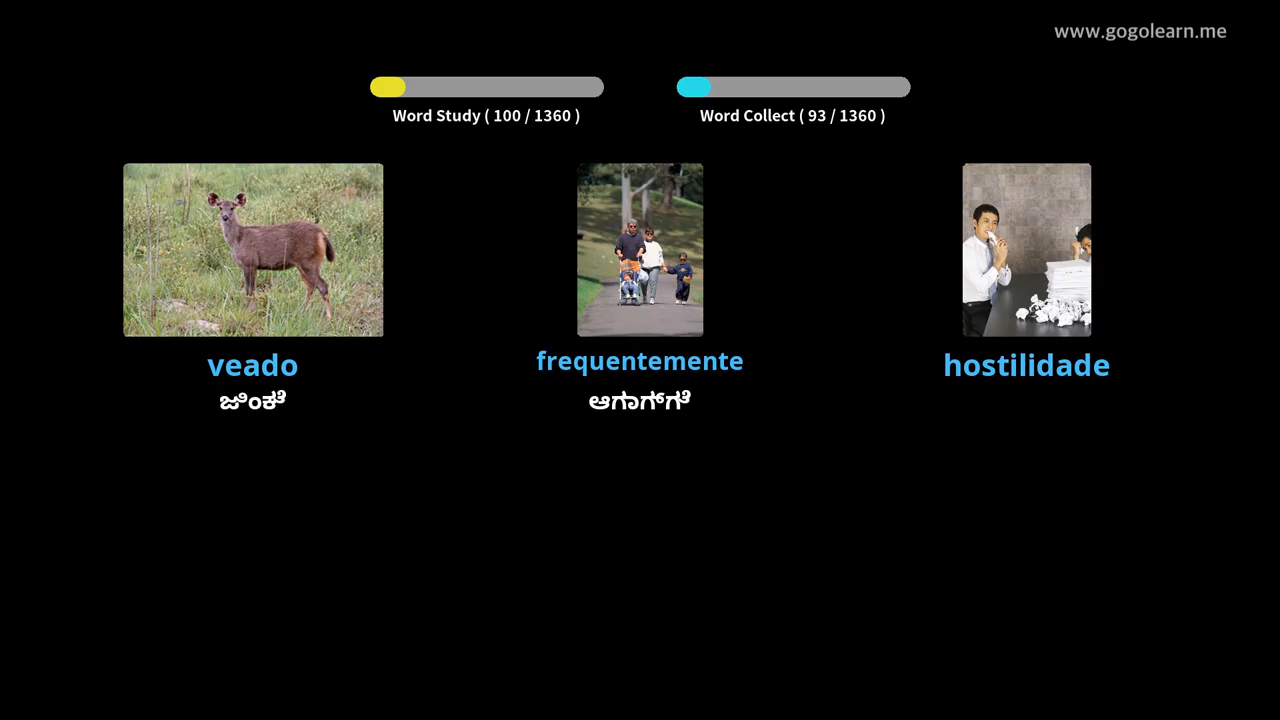 www.gogolearn.me
Word Study ( 100 / 1360 )
Word Collect ( 93 / 1360 )
veado
frequentemente
hostilidade
ಜಿಂಕೆ
ಆಗಾಗ್ಗೆ